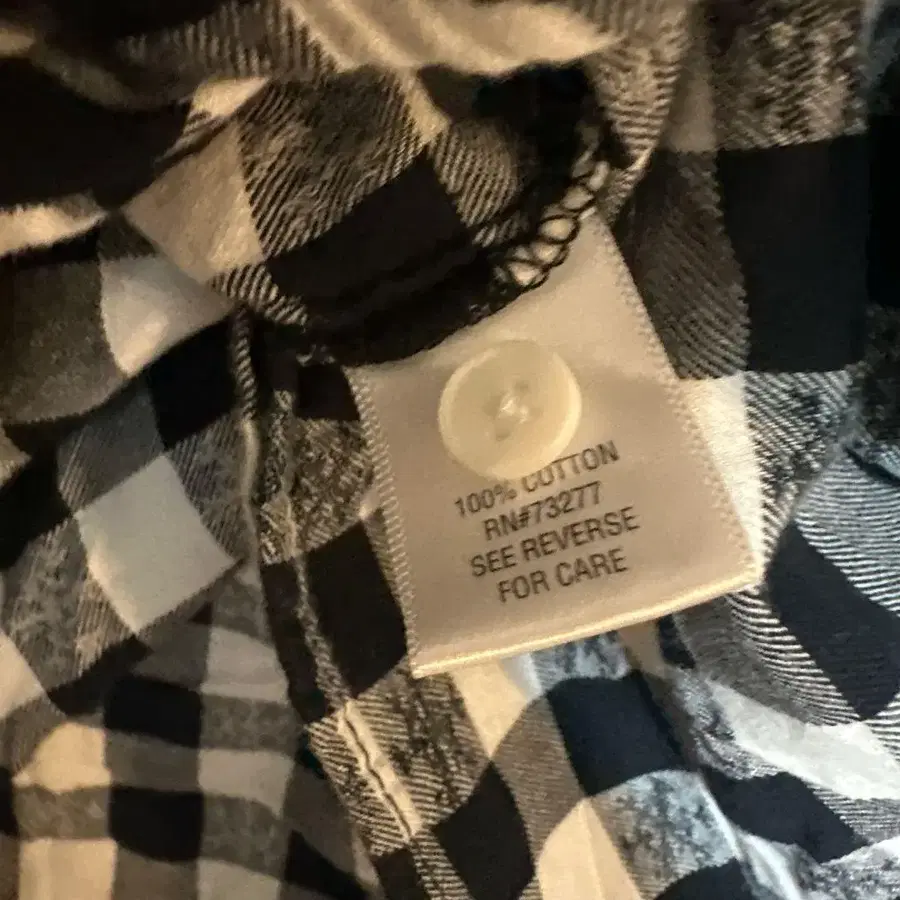 100% COTTON
RN#73277
SEE REVERSE
FOR CARE